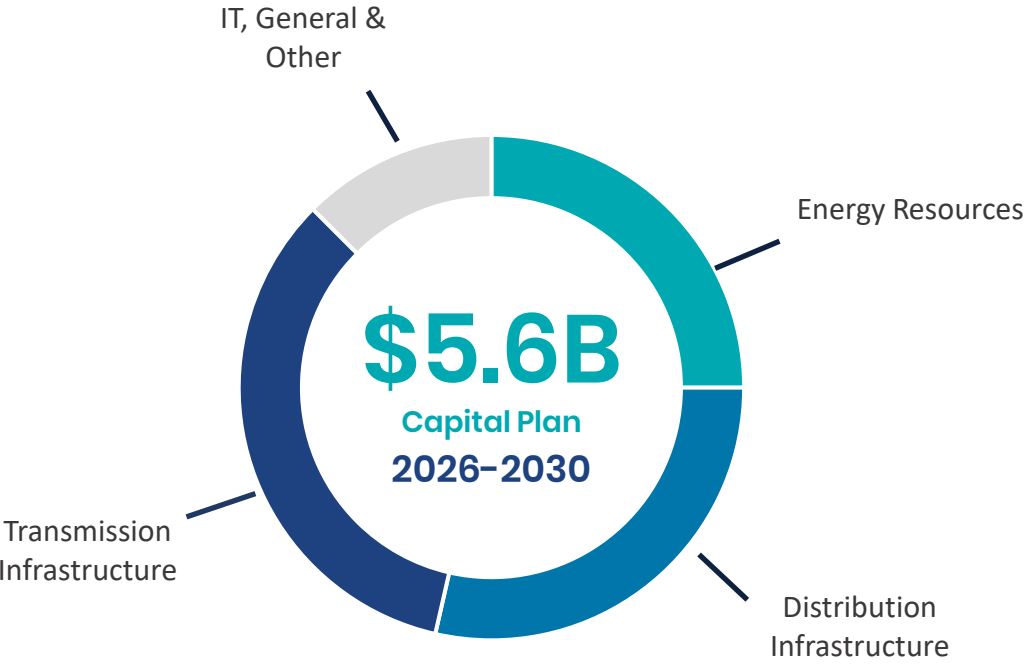 IT, General &
Other
Energy Resources
$5.6B
Capital Plan
2026–2030
Transmission
Infrastructure
Distribution
Infrastructure